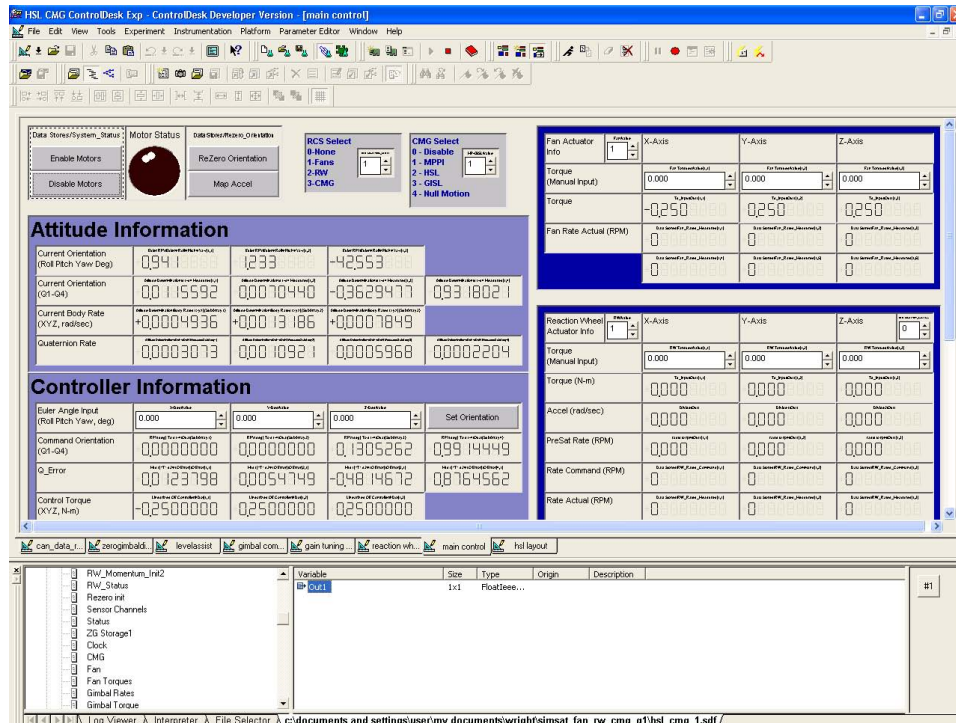 HSL CMG ControlDesk Exp - ControlDesk Developer Version - [main control]
File Edit View Tools Experiment Instrumentation Platform Parameter Editor Window Help
Data Stores/System_Status
Enable Motors
Disable Motors
Motor Status
ReZero Orientation
Map Accel
RCS Select
0-None
1-Fans
2-RW
3-CMG
1
CMG Select
0 - Disable
1 - MPPI
2 - HSL
3 - GISL
4 - Null Motion
1
Attitude Information
Current Orientation
(Roll Pitch Yaw Deg)
0.941 1.233 -42.553
Current Orientation
(Q1-Q4)
0.0115592 0.0070440 -0.3629477 0.9318021
Current Body Rate
(XYZ, rad/sec)
+0.0004936 +0.0013186 +0.0007849
Quaternion Rate
0.0003073 0.0010921 0.0005968 0.0002204
Controller Information
Euler Angle Input
(Roll Pitch Yaw, deg)
0.000 0.000 0.000 Set Orientation
Command Orientation
(Q1-Q4)
0.0000000 0.0000000 0.1305262 0.9914449
Q_Error
0.0123798 0.0054749 -0.4814672 0.8764562
Control Torque
(XYZ, N-m)
-0.2500000 0.2500000 0.2500000
Fan Actuator
Info
1
X-Axis Y-Axis Z-Axis
Torque
(Manual Input)
0.000 0.000 0.000
Torque
-0.250 0.250 0.250
Fan Rate Actual (RPM)
0 0 0
0 0 0
Reaction Wheel
Actuator Info
1
X-Axis Y-Axis Z-Axis
0
Torque
(Manual Input)
0.000 0.000 0.000
Torque (N-m)
0.000 0.000 0.000
Accel (rad/sec)
0.000 0.000 0.000
PreSat Rate (RPM)
0.000 0.000 0.000
Rate Command (RPM)
0 0 0
Rate Actual (RPM)
0 0 0
can_data_r... zerogimbaldi... levelassist gimbal com... gain tuning ... reaction wh... main control hsl layout
RW_Momentum_Init2
RW_Status
Rezero init
Sensor Channels
Status
ZG Storage1
Clock
CMG
Fan
Fan Torques
Gimbal Rates
Gimbal Torque
Variable Size Type Origin Description
Out1 1x1 FloatIeee...
#1
Log Viewer Interpreter File Selector c:\documents and settings\user\my documents\wright\simsat_fan_rw_cmg_g1\hsl_cmg_1.sdf